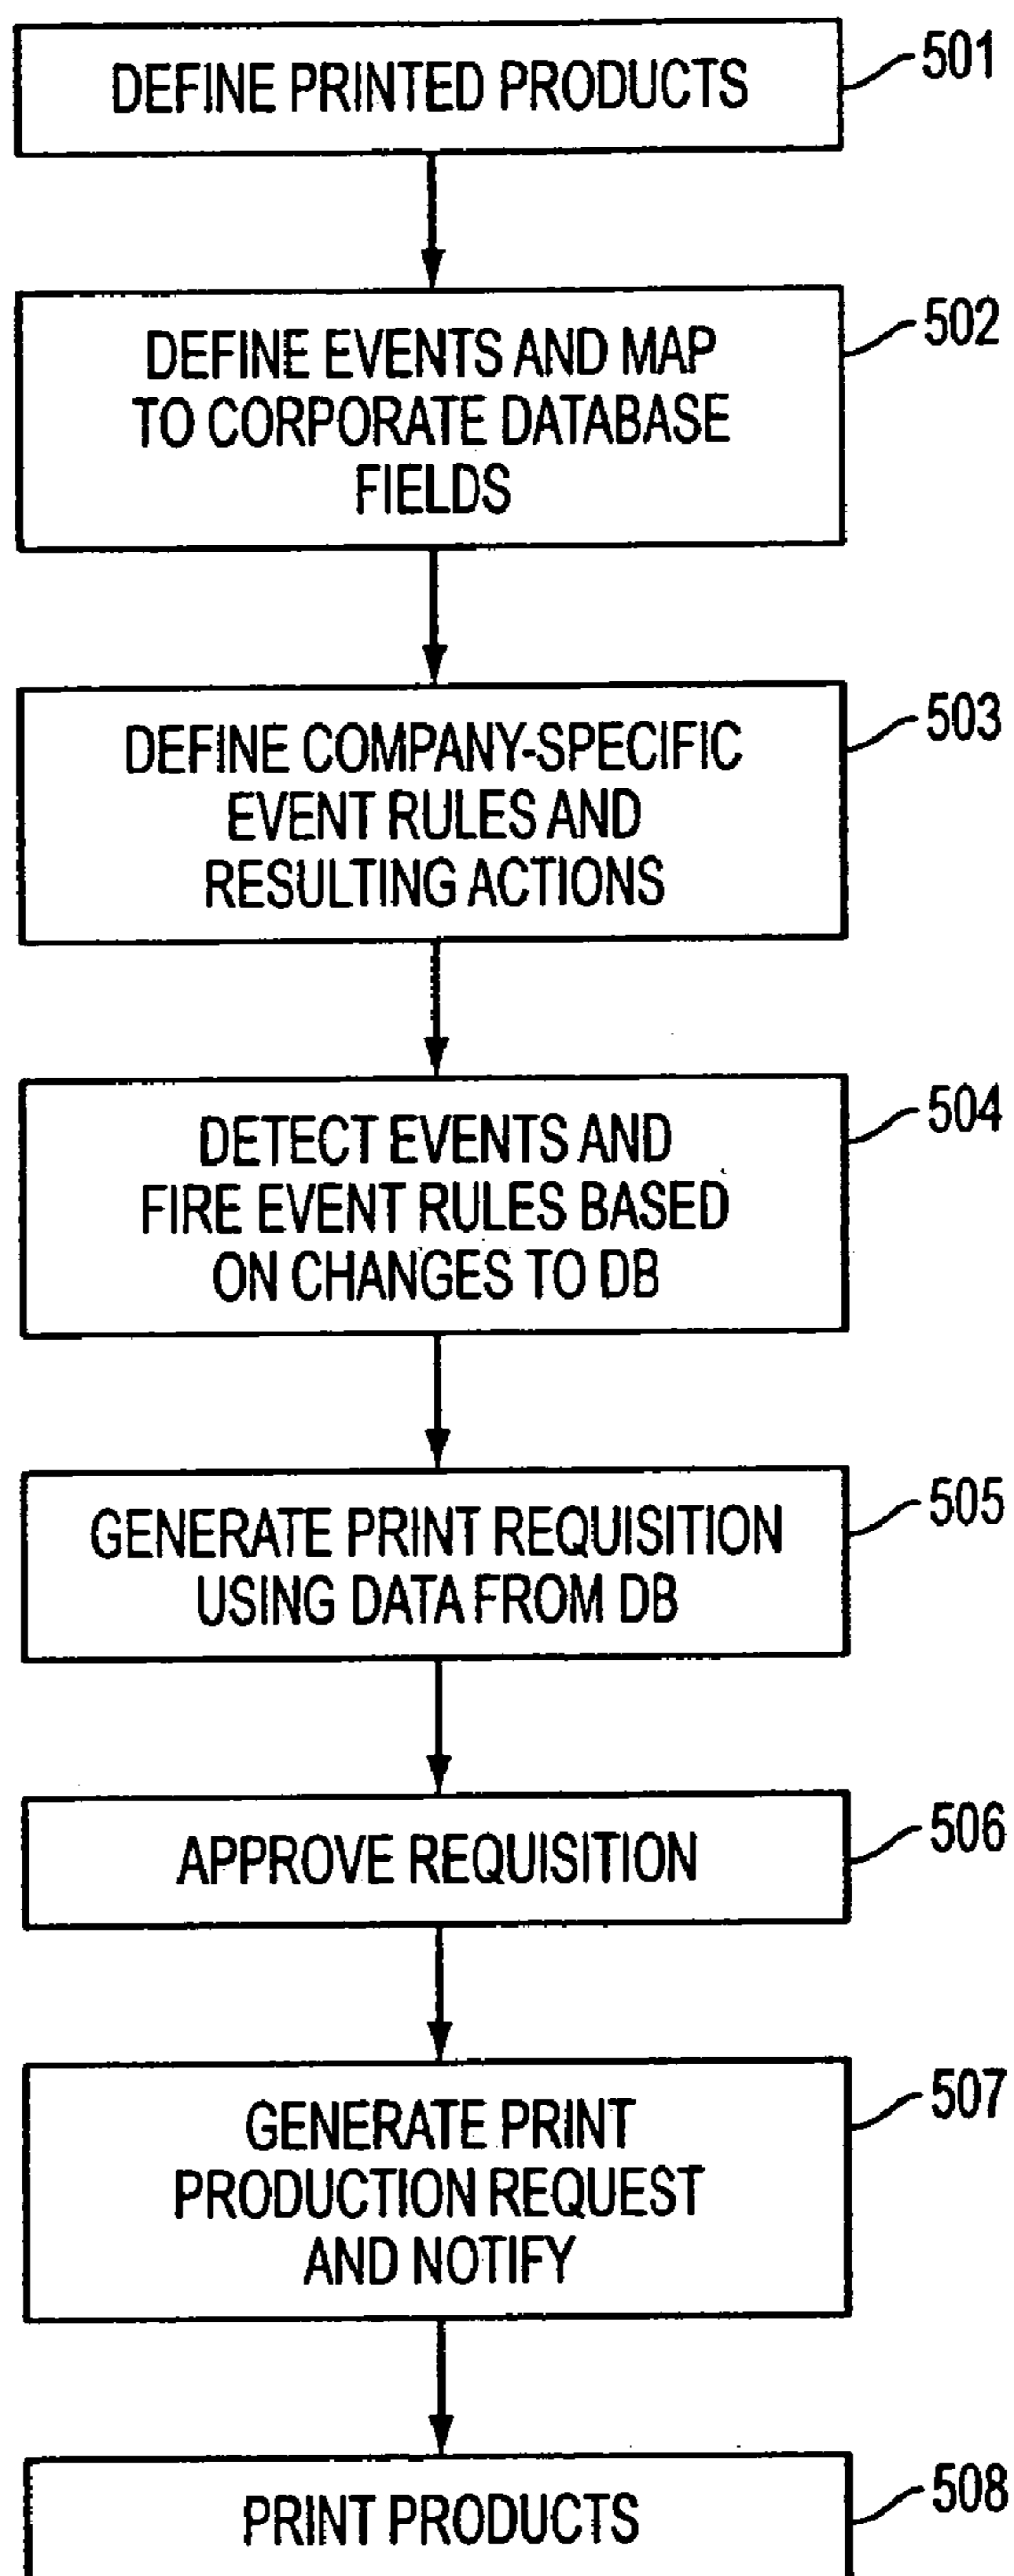 DEFINE PRINTED PRODUCTS
501
DEFINE EVENTS AND MAP
TO CORPORATE DATABASE
FIELDS
502
DEFINE COMPANY-SPECIFIC
EVENT RULES AND
RESULTING ACTIONS
503
DETECT EVENTS AND
FIRE EVENT RULES BASED
ON CHANGES TO DB
504
GENERATE PRINT REQUISITION
USING DATA FROM DB
505
APPROVE REQUISITION
506
GENERATE PRINT
PRODUCTION REQUEST
AND NOTIFY
507
PRINT PRODUCTS
508